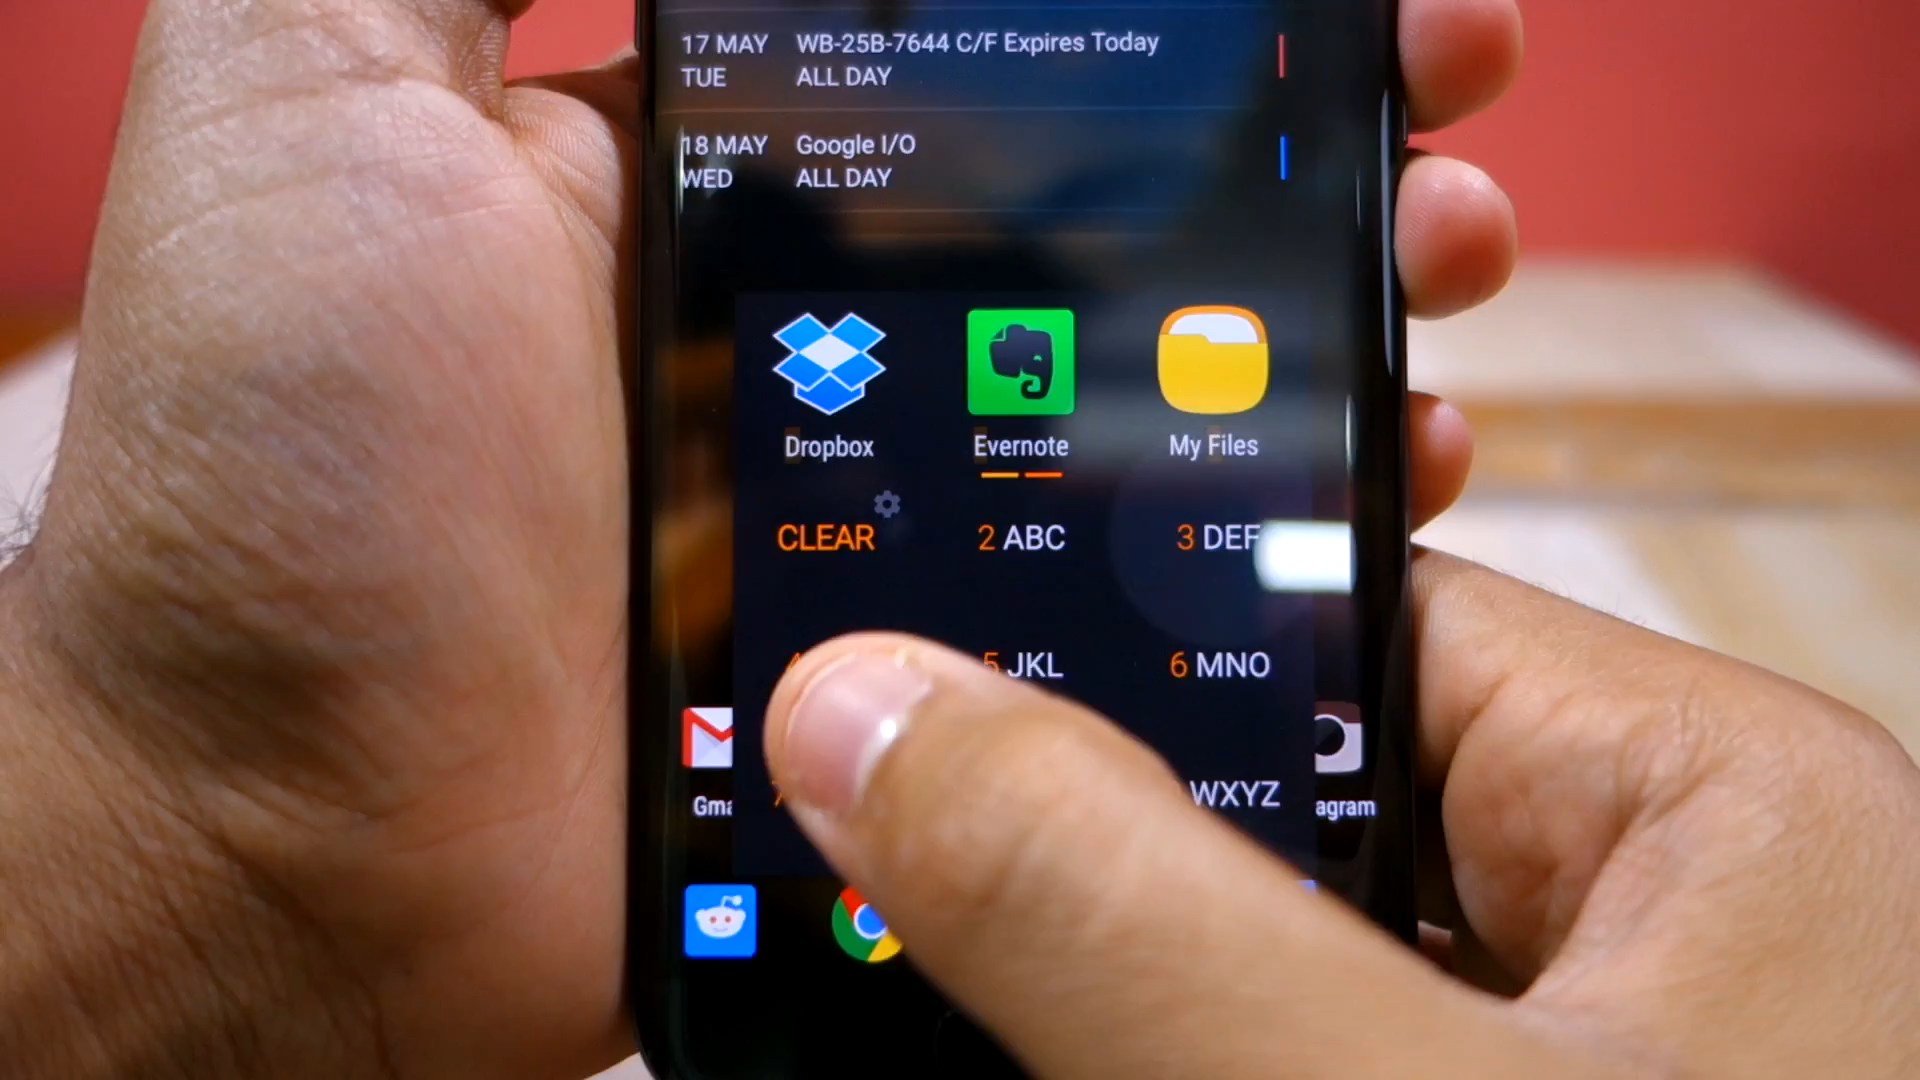 17 MAY WB-25B-7644 C/F Expires Today
TUE ALL DAY
18 MAY Google I/O
WED ALL DAY
Dropbox Evernote My Files
CLEAR 2 ABC 3 DEF
5 JKL 6 MNO
WXYZ
Gma agram